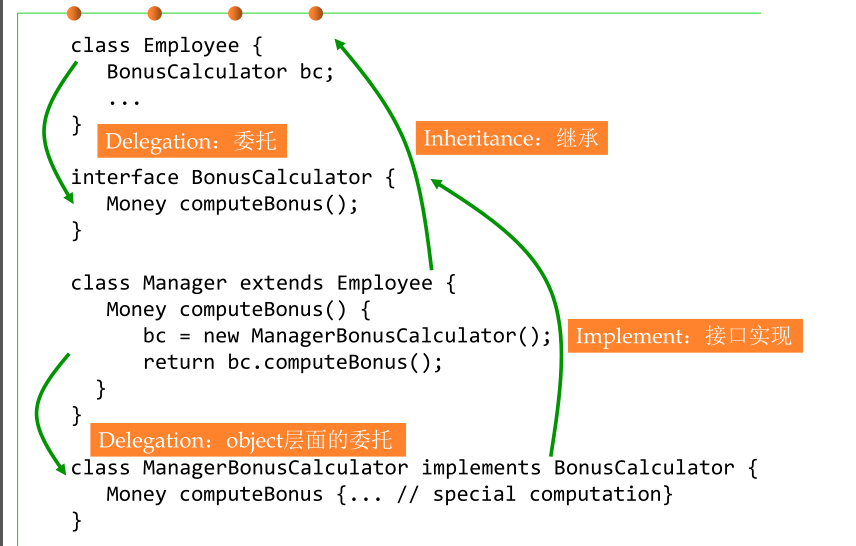 class Employee {
BonusCalculator bc;
...
}
Delegation：委托
Inheritance：继承
interface BonusCalculator {
Money computeBonus();
}
class Manager extends Employee {
Money computeBonus() {
bc = new ManagerBonusCalculator();
return bc.computeBonus();
}
}
Implement：接口实现
Delegation：object层面的委托
class ManagerBonusCalculator implements BonusCalculator {
Money computeBonus {... // special computation}
}